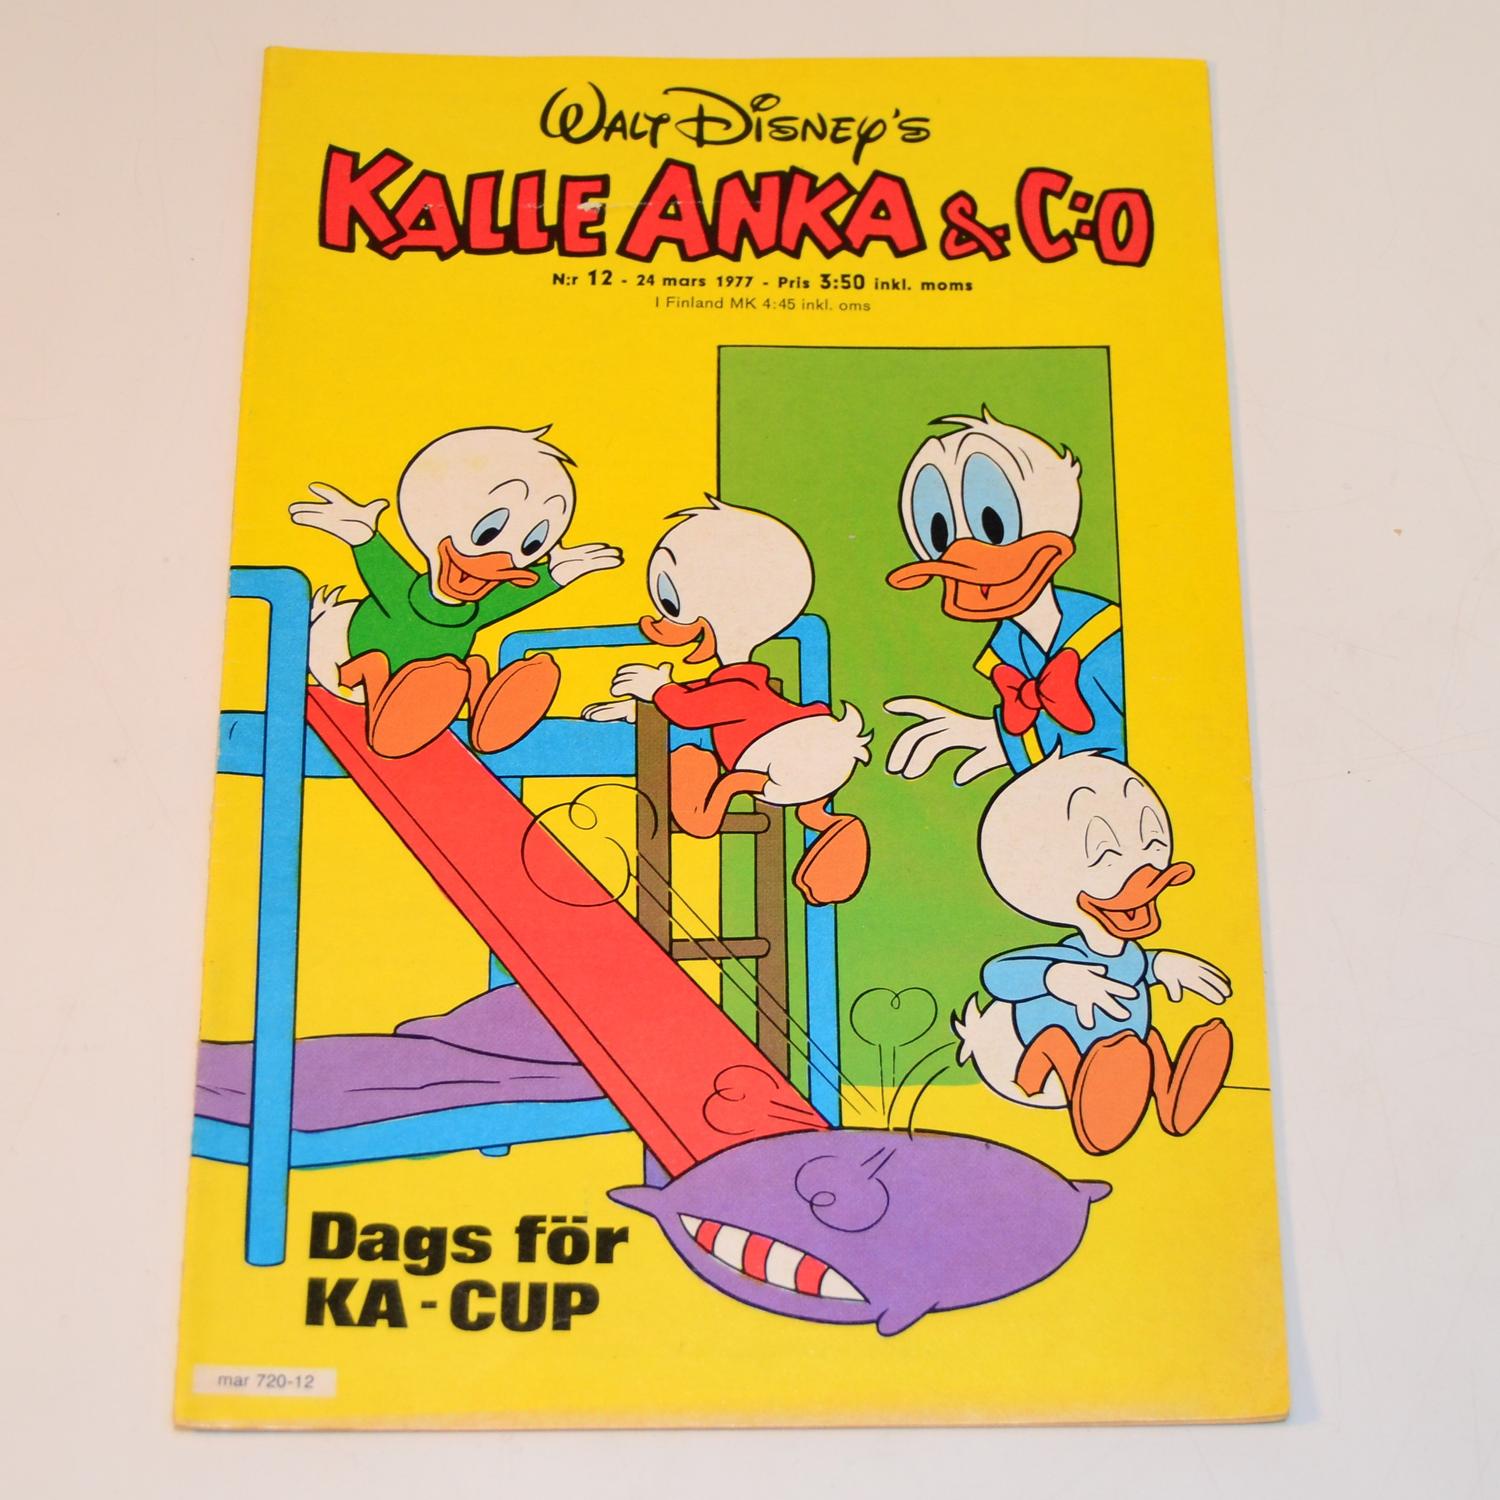 WALT DISNEY'S
KALLE ANKA & C:O
N:r 12 - 24 mars 1977 - Pris 3:50 inkl. moms
I Finland MK 4:45 inkl. oms
Dags för
KA-CUP
mar 720-12